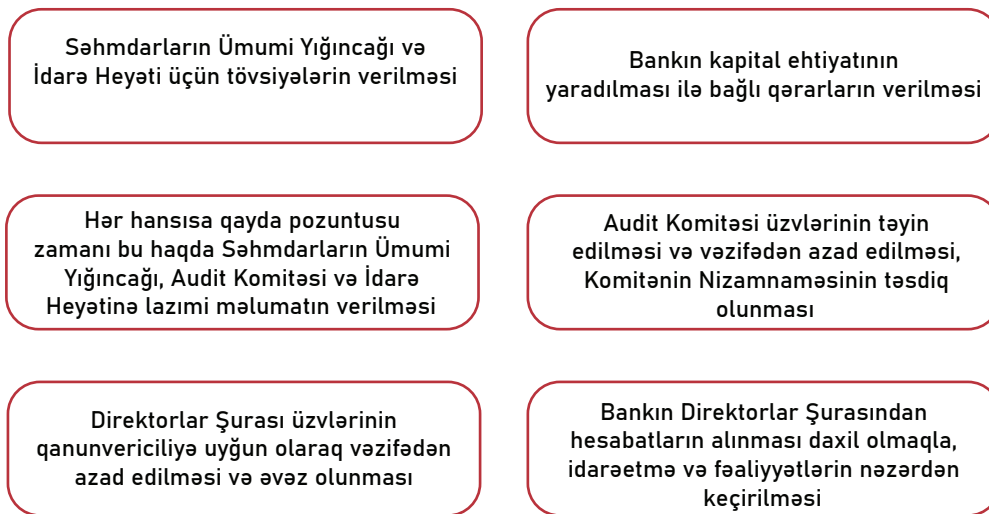 Səhmdarların Ümumi Yığıncağı və
İdarə Heyəti üçün tövsiyələrin verilməsi
Bankın kapital ehtiyatının
yaradılması ilə bağlı qərarların verilməsi
Hər hansısa qayda pozuntusu
zamanı bu haqda Səhmdarların Ümumi
Yığıncağı, Audit Komitəsi və İdarə
Heyətinə lazımi məlumatın verilməsi
Audit Komitəsi üzvlərinin təyin
edilməsi və vəzifədən azad edilməsi,
Komitənin Nizamnaməsinin təsdiq
olunması
Direktorlar Şurası üzvlərinin
qanunvericiliyə uyğun olaraq vəzifədən
azad edilməsi və əvəz olunması
Bankın Direktorlar Şurasından
hesabatların alınması daxil olmaqla,
idarəetmə və fəaliyyətlərin nəzərdən
keçirilməsi